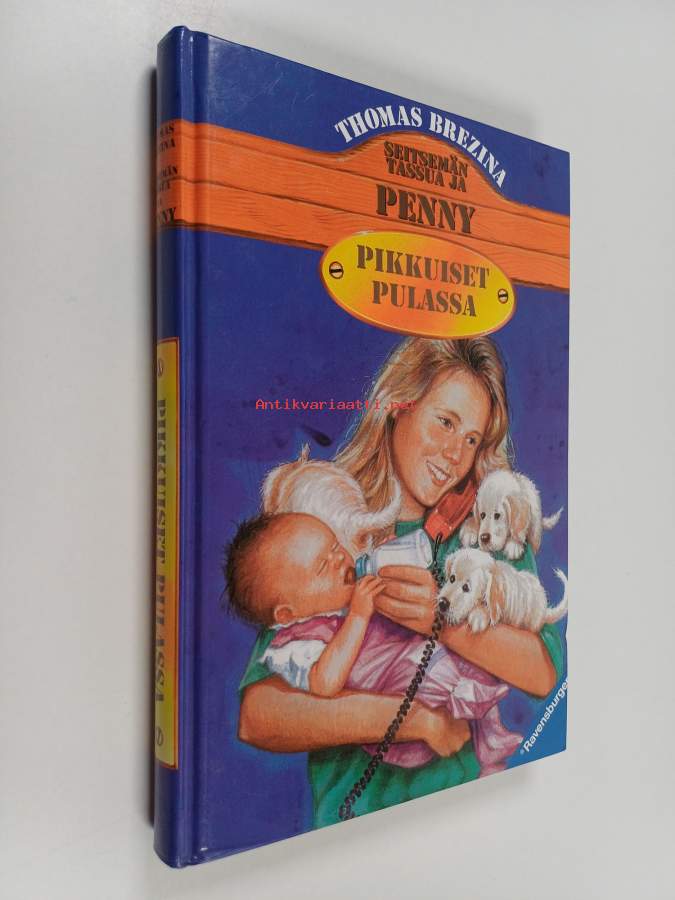 THOMAS BREZINA
SEITSEMÄN
TASSUA JA
PENNY
PIKKUISET
PULASSA
Antikvariaatti.net
Ravensburger
PIKKUISET PULASSA